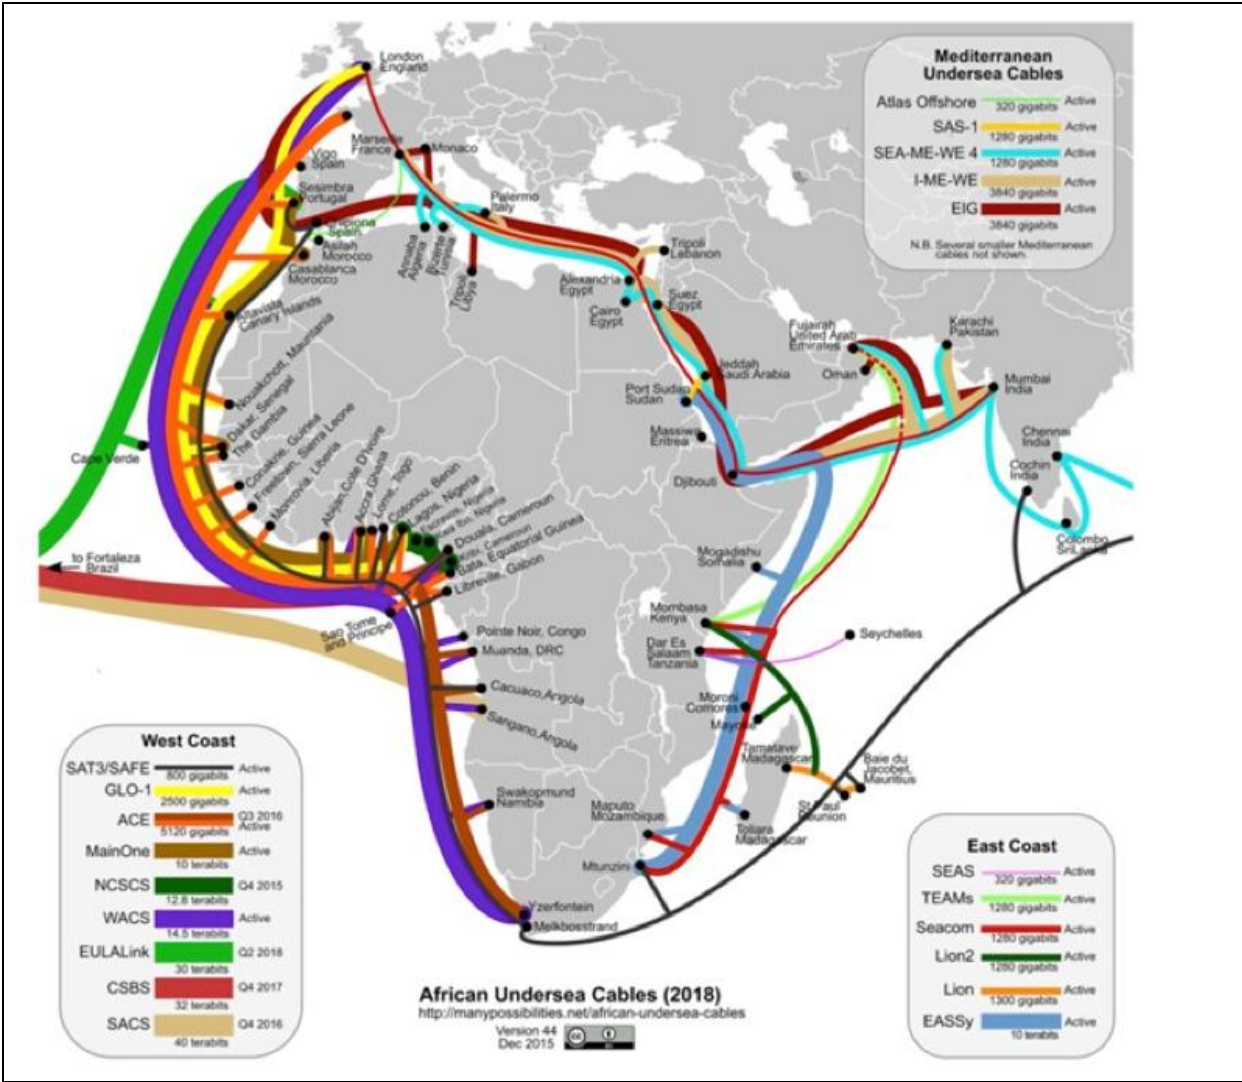 London
England
Vigo
Spain
Sesimbra
Portugal
Marseille
France
Monaco
Palermo
Italy
Chipiona
Spain
Asilah
Morocco
Casablanca
Morocco
Annaba
Algeria
Bizerte
Tunisia
Tripoli
Libya
Tripoli
Lebanon
Alexandria
Egypt
Cairo
Egypt
Suez
Egypt
Altavista
Canary Islands
Jeddah
Saudi Arabia
Port Sudan
Sudan
Massiwa
Eritrea
Djibouti
Fujairah
United Arab
Emirates
Oman
Karachi
Pakistan
Mumbai
India
Chennai
India
Cochin
India
Colombo
SriLanka
Nouakchott, Mauritania
Dakar, Senegal
The Gambia
Conakrie, Guinea
Freetown, Sierra Leone
Monrovia, Liberia
Abijan, Cote D'ivoire
Accra, Ghana
Lome, Togo
Cotonou, Benin
Lagos, Nigeria
Escravos, Nigeria
Nigeria
Douala, Cameroun
Kribi, Cameroun
Bata, Equatorial Guinea
Libreville, Gabon
Cape Verde
to Fortaleza
Brazil
Sao Tome
and Principe
Pointe Noir, Congo
Muanda, DRC
Cacuaco,Angola
Sangano,Angola
Swakopmund
Namibia
Yzerfontein
Melkbosstrand
Mogadishu
Somalia
Mombasa
Kenya
Dar Es
Salaam
Tanzania
Seychelles
Moroni
Comores
Mayotte
Tamatave
Madagascar
Baie du
Jacobet,
Mauritius
St Paul
Reunion
Toliara
Madagascar
Maputo
Mozambique
Mtunzini
Mediterranean
Undersea Cables
Atlas Offshore 320 gigabits Active
SAS-1 1280 gigabits Active
SEA-ME-WE 4 1280 gigabits Active
I-ME-WE 3840 gigabits Active
EIG 3840 gigabits Active
N.B. Several smaller Mediterranean
cables not shown.
West Coast
SAT3/SAFE 800 gigabits Active
GLO-1 2500 gigabits Active
ACE 5120 gigabits Q3 2016 Active
MainOne 10 terabits Active
NCSCS 12.8 terabits Q4 2015
WACS 14.5 terabits Active
EULALink 30 terabits Q2 2018
CSBS 32 terabits Q4 2017
SACS 40 terabits Q4 2016
East Coast
SEAS 320 gigabits Active
TEAMs 1280 gigabits Active
Seacom 1280 gigabits Active
Lion2 1280 gigabits Active
Lion 1300 gigabits Active
EASSy 10 terabits Active
African Undersea Cables (2018)
http://manypossibilities.net/african-undersea-cables
Version 44
Dec 2015
cc